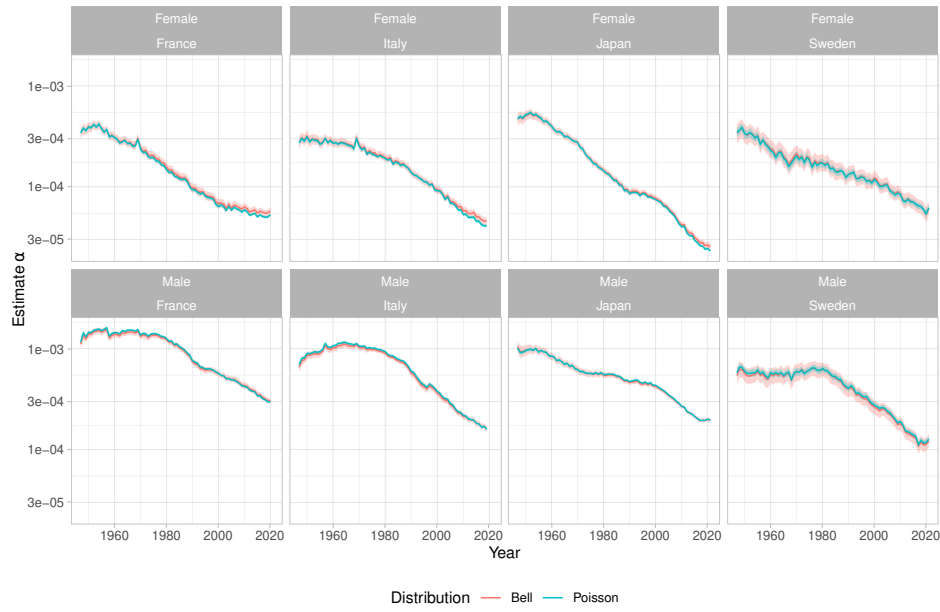 Female Female Female Female
France Italy Japan Sweden
1e−03
3e−04
1e−04
3e−05
Male Male Male Male
France Italy Japan Sweden
1e−03
3e−04
1e−04
3e−05
Estimate α
1960 1980 2000 2020 1960 1980 2000 2020 1960 1980 2000 2020 1960 1980 2000 2020
Year
Distribution Bell Poisson